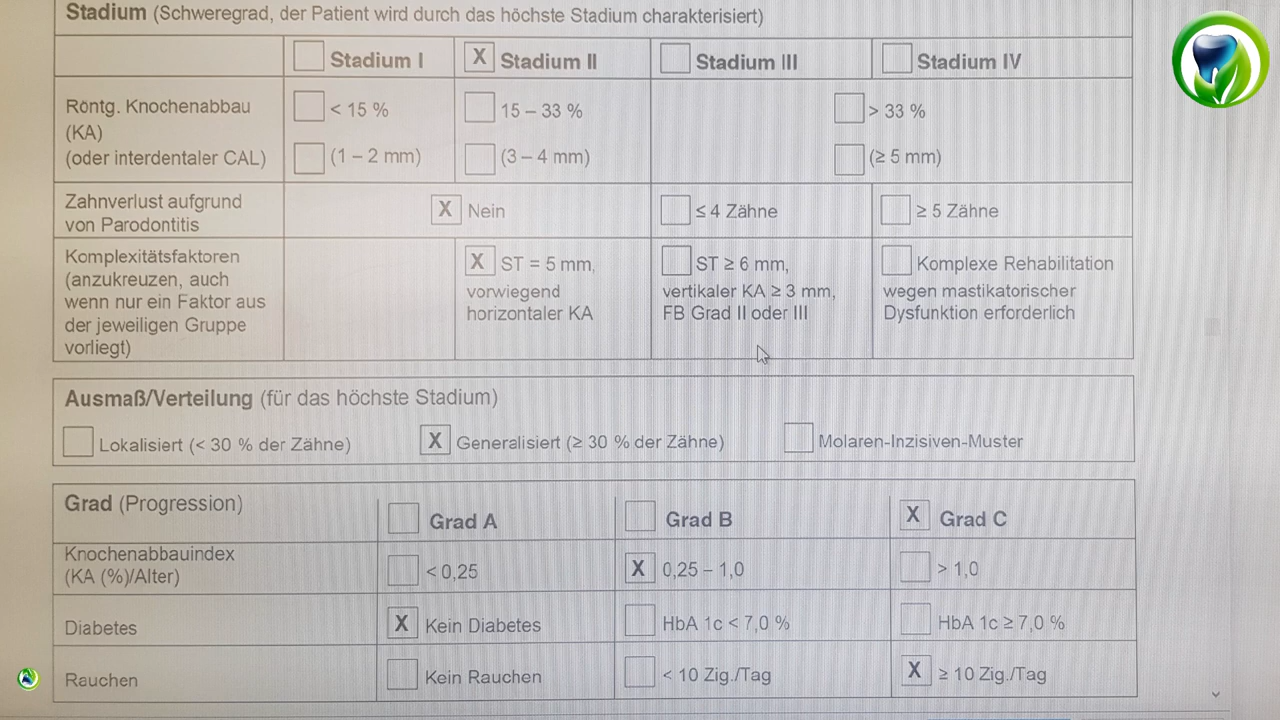 Stadium (Schweregrad, der Patient wird durch das höchste Stadium charakterisiert)
Stadium I
X Stadium II
Stadium III
Stadium IV
Röntg. Knochenabbau
(KA)
(oder interdentaler CAL)
< 15 %
(1 – 2 mm)
15 – 33 %
(3 – 4 mm)
> 33 %
(≥ 5 mm)
Zahnverlust aufgrund
von Parodontitis
X Nein
≤ 4 Zähne
≥ 5 Zähne
Komplexitätsfaktoren
(anzukreuzen, auch
wenn nur ein Faktor aus
der jeweiligen Gruppe
vorliegt)
X ST = 5 mm,
vorwiegend
horizontaler KA
ST ≥ 6 mm,
vertikaler KA ≥ 3 mm,
FB Grad II oder III
Komplexe Rehabilitation
wegen mastikatorischer
Dysfunktion erforderlich
Ausmaß/Verteilung (für das höchste Stadium)
Lokalisiert (< 30 % der Zähne)
X Generalisiert (≥ 30 % der Zähne)
Molaren-Inzisiven-Muster
Grad (Progression)
Grad A
Grad B
X Grad C
Knochenabbauindex
(KA (%)/Alter)
< 0,25
X 0,25 – 1,0
> 1,0
Diabetes
X Kein Diabetes
HbA 1c < 7,0 %
HbA 1c ≥ 7,0 %
Rauchen
Kein Rauchen
< 10 Zig./Tag
X ≥ 10 Zig./Tag